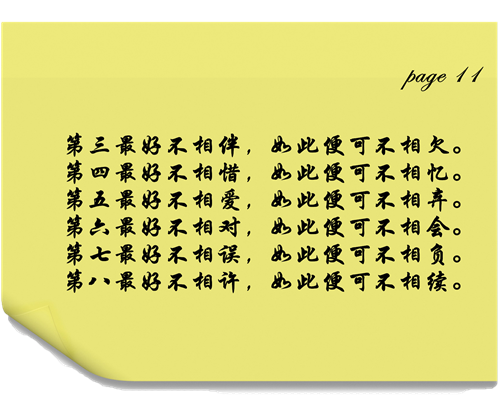 page 11
第三最好不相伴，如此便可不相欠。
第四最好不相惜，如此便可不相忆。
第五最好不相爱，如此便可不相弃。
第六最好不相对，如此便可不相会。
第七最好不相误，如此便可不相负。
第八最好不相许，如此便可不相续。